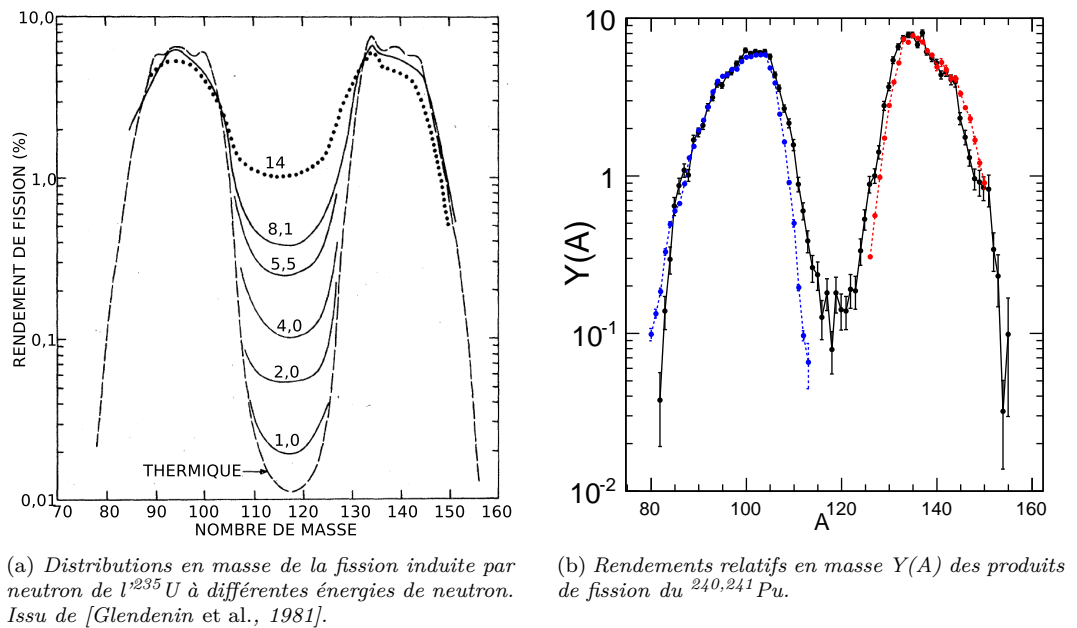 10,0
1,0
0,1
0,01
RENDEMENT DE FISSION (%)
14
8,1
5,5
4,0
2,0
1,0
THERMIQUE
70 80 90 100 110 120 130 140 150 160
NOMBRE DE MASSE
10
1
10⁻¹
10⁻²
Y(A)
80 100 120 140 160
A
(a) Distributions en masse de la fission induite par
neutron de l'²³⁵U à différentes énergies de neutron.
Issu de [Glendenin et al., 1981].
(b) Rendements relatifs en masse Y(A) des produits
de fission du ²⁴⁰,²⁴¹Pu.